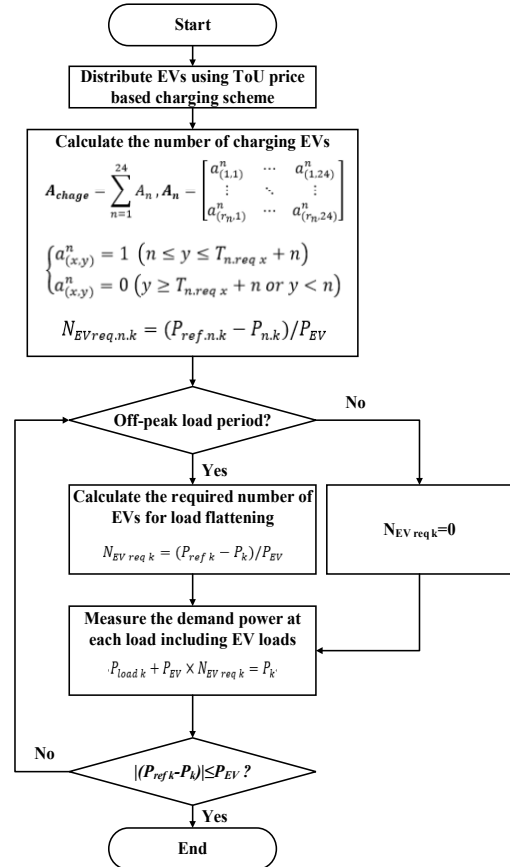 Start
Distribute EVs using ToU price
based charging scheme
Calculate the number of charging EVs
A_chage − ∑_{n=1}^{24} A_n , A_n − [a^n_(1,1) ⋯ a^n_(1,24)
⋮ ⋱ ⋮
a^n_(r_n,1) ⋯ a^n_(r_n,24)]
{a^n_(x,y) = 1 (n ≤ y ≤ T_n.req x + n)
a^n_(x,y) = 0 (y ≥ T_n.req x + n or y < n)
N_EVreq.n.k = (P_ref.n.k − P_n.k)/P_EV
Off-peak load period?
No
Yes
Calculate the required number of
EVs for load flattening
N_EV req k = (P_ref k − P_k)/P_EV
N_EV req k=0
Measure the demand power at
each load including EV loads
P_load k + P_EV × N_EV req k = P_k
No
|(P_ref k-P_k)|≤P_EV ?
Yes
End